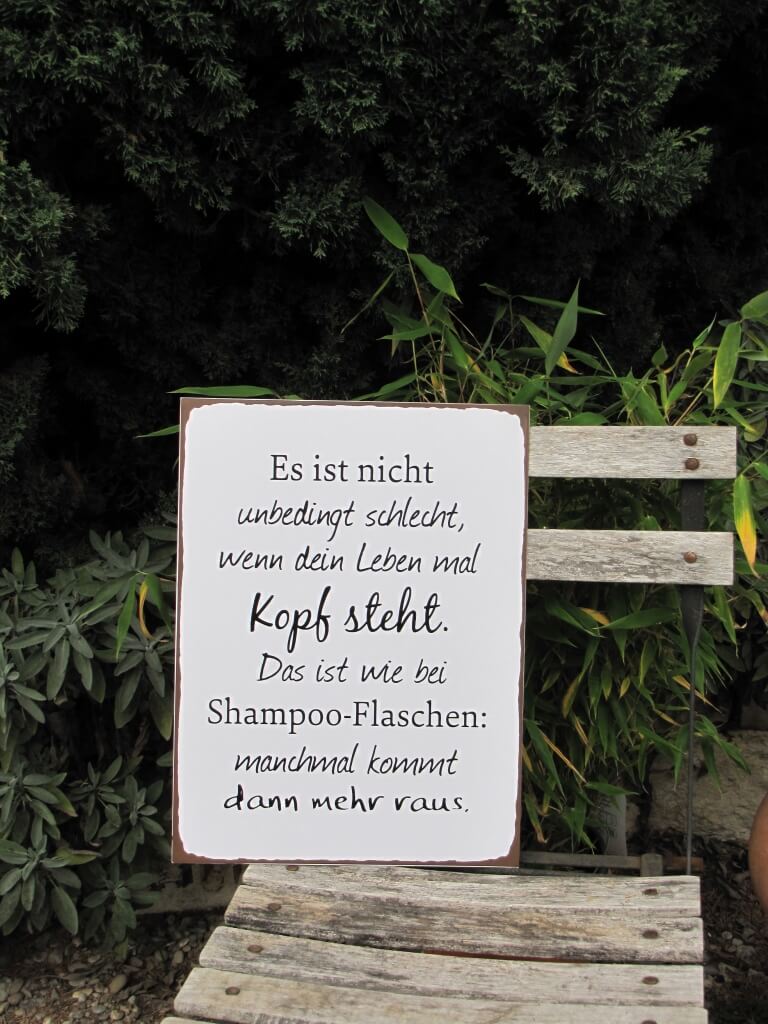 Es ist nicht
unbedingt schlecht,
wenn dein Leben mal
Kopf steht.
Das ist wie bei
Shampoo-Flaschen:
manchmal kommt
dann mehr raus.